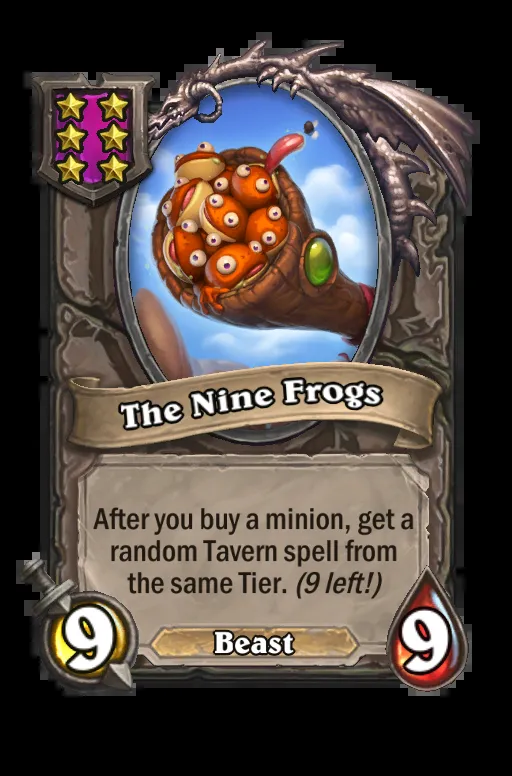 The Nine Frogs
After you buy a minion, get a
random Tavern spell from
the same Tier. (9 left!)
9
Beast
9